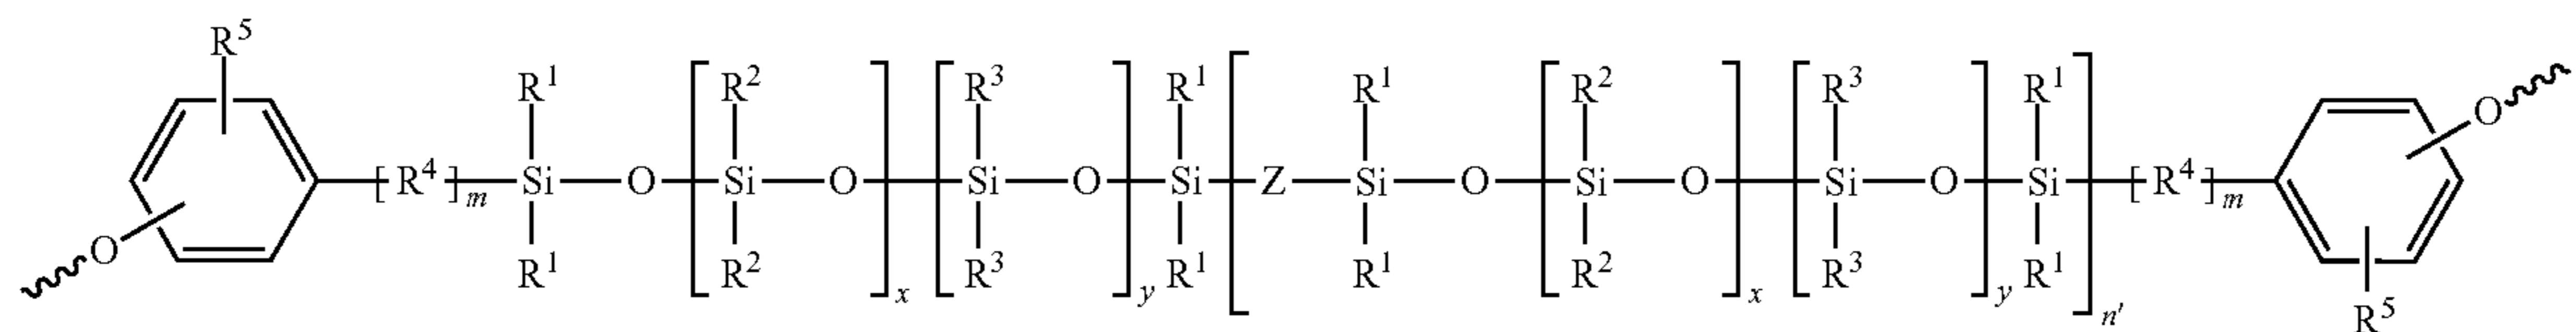 R⁵
R¹ R² R³ R¹ R¹ R² R³ R¹ O
[R⁴]m Si O Si O Si O Si Z Si O Si O Si O Si [R⁴]m
O R¹ R² x R³ y R¹ R¹ R² x R³ y R¹ n'
R⁵